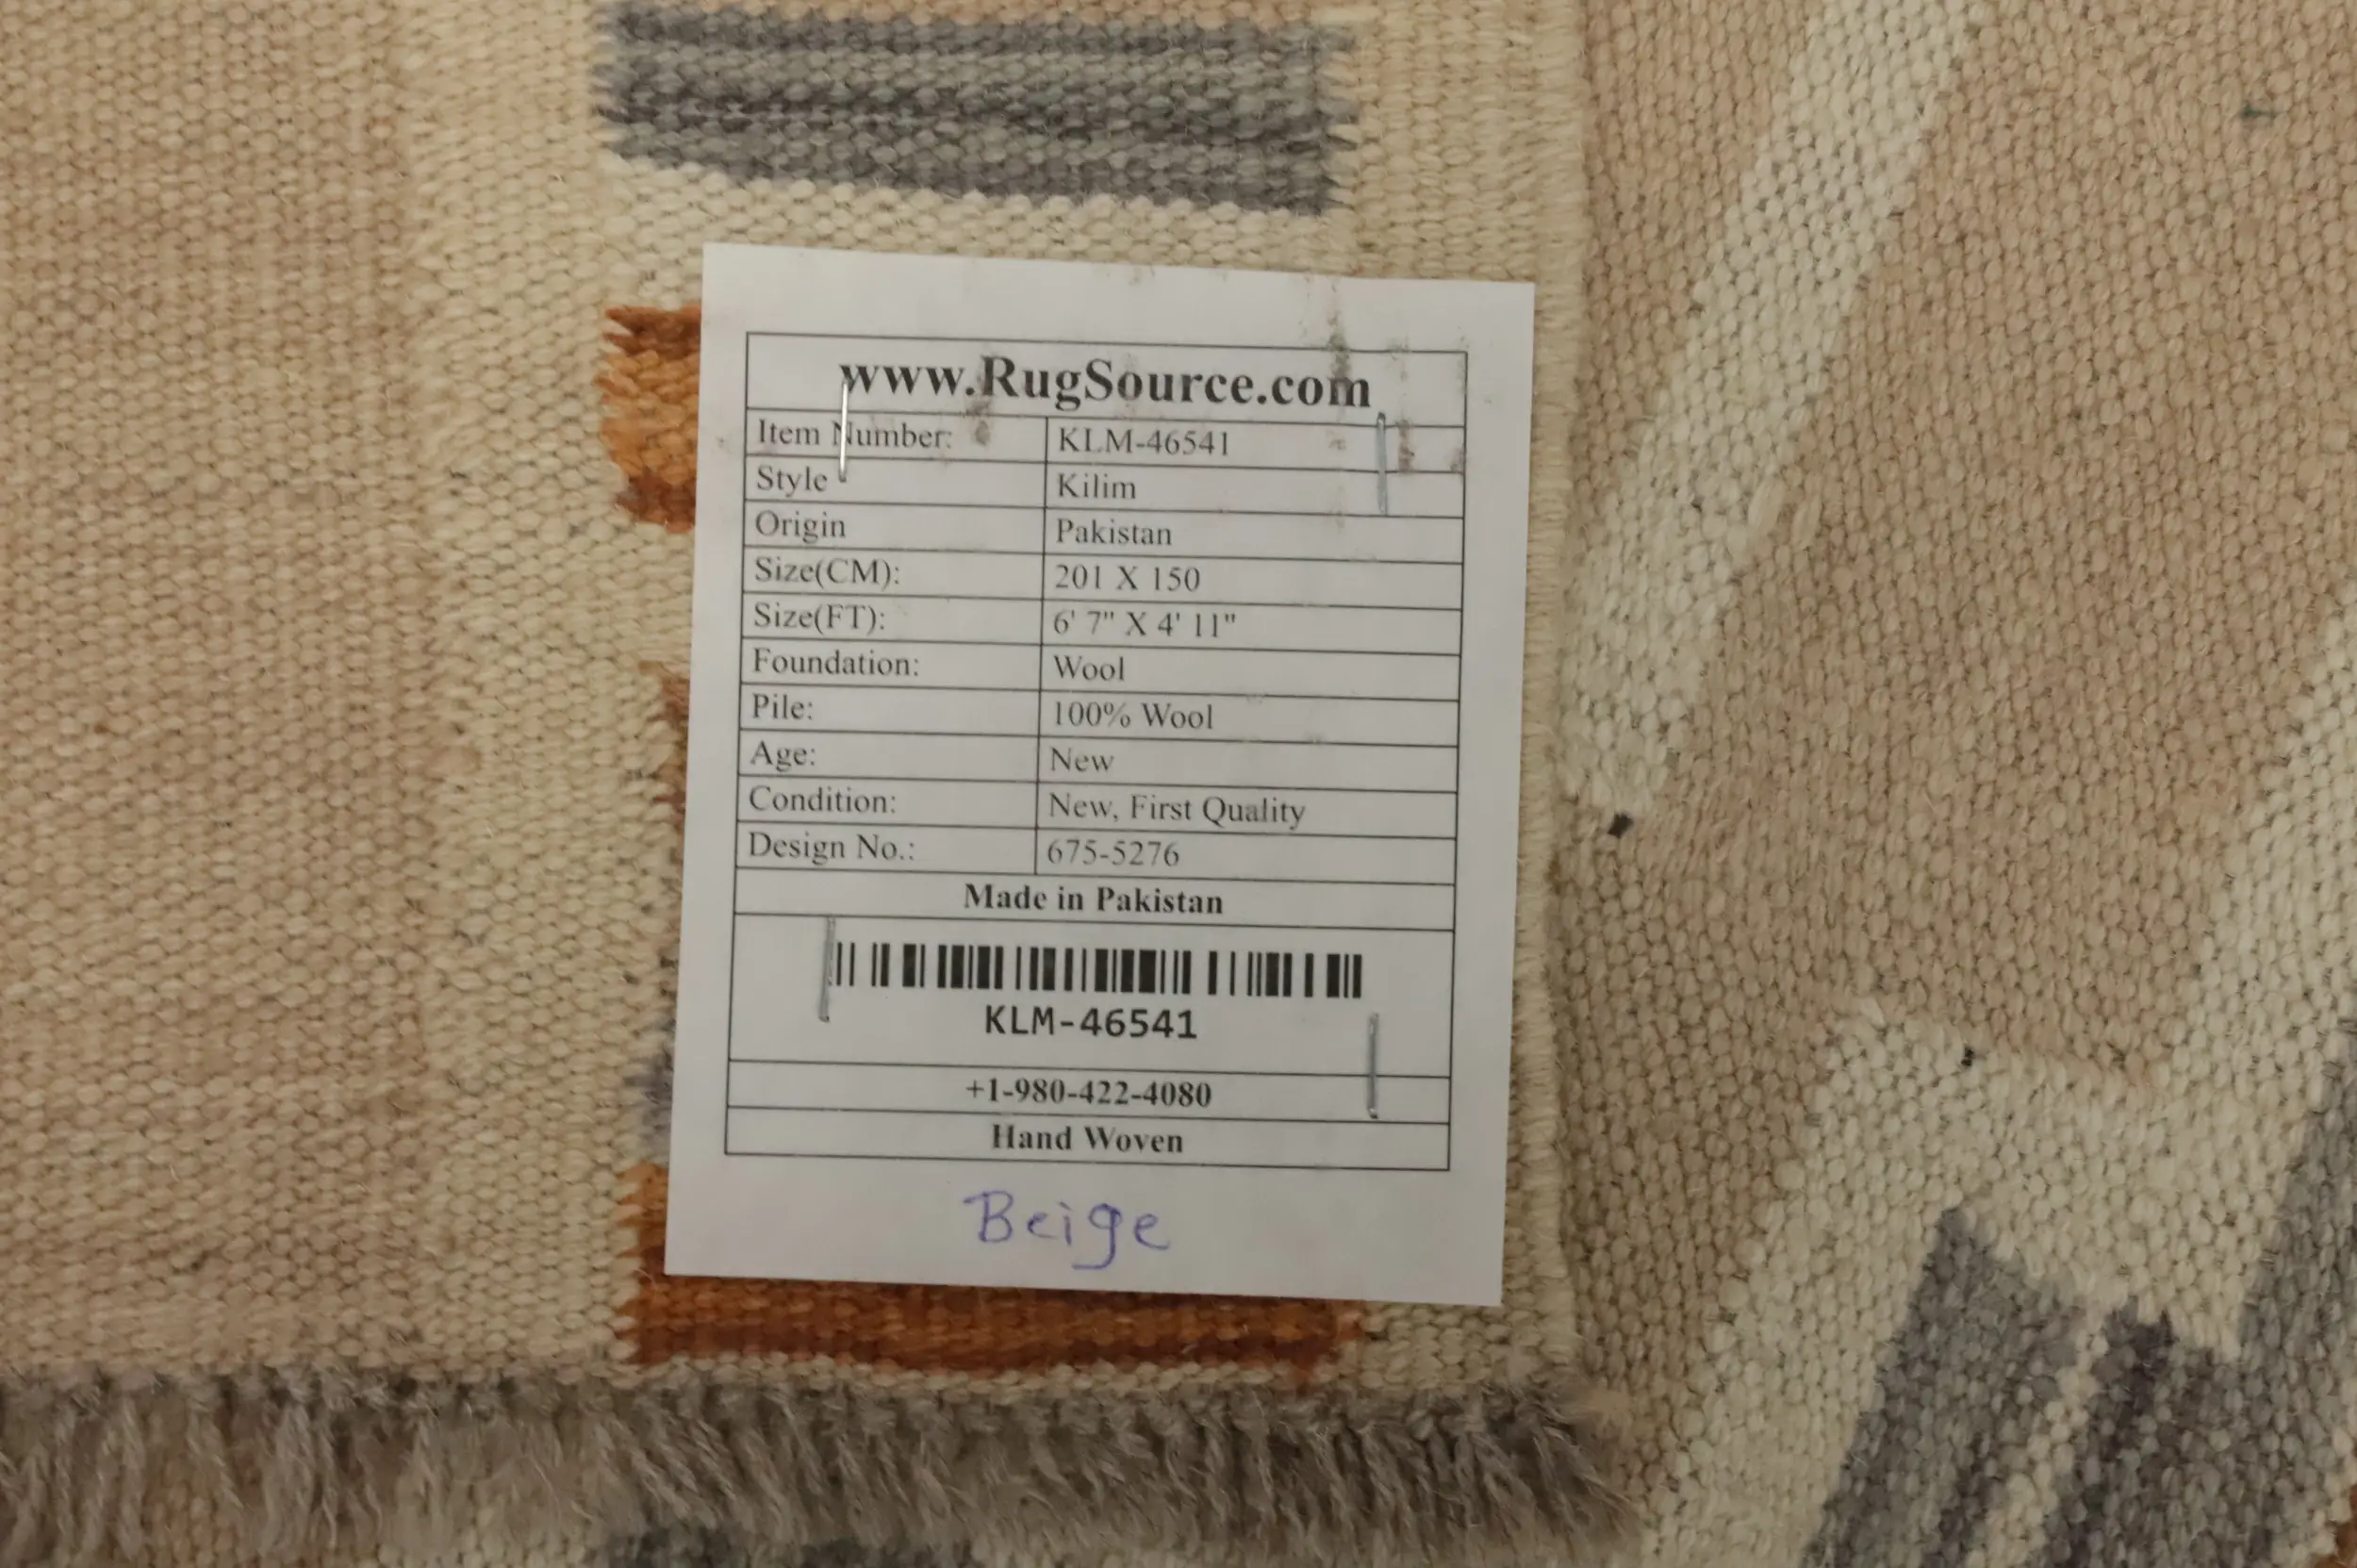 www.RugSource.com
Item Number: KLM-46541
Style Kilim
Origin Pakistan
Size(CM): 201 X 150
Size(FT): 6' 7" X 4' 11"
Foundation: Wool
Pile: 100% Wool
Age: New
Condition: New, First Quality
Design No.: 675-5276
Made in Pakistan
KLM-46541
+1-980-422-4080
Hand Woven
Beige